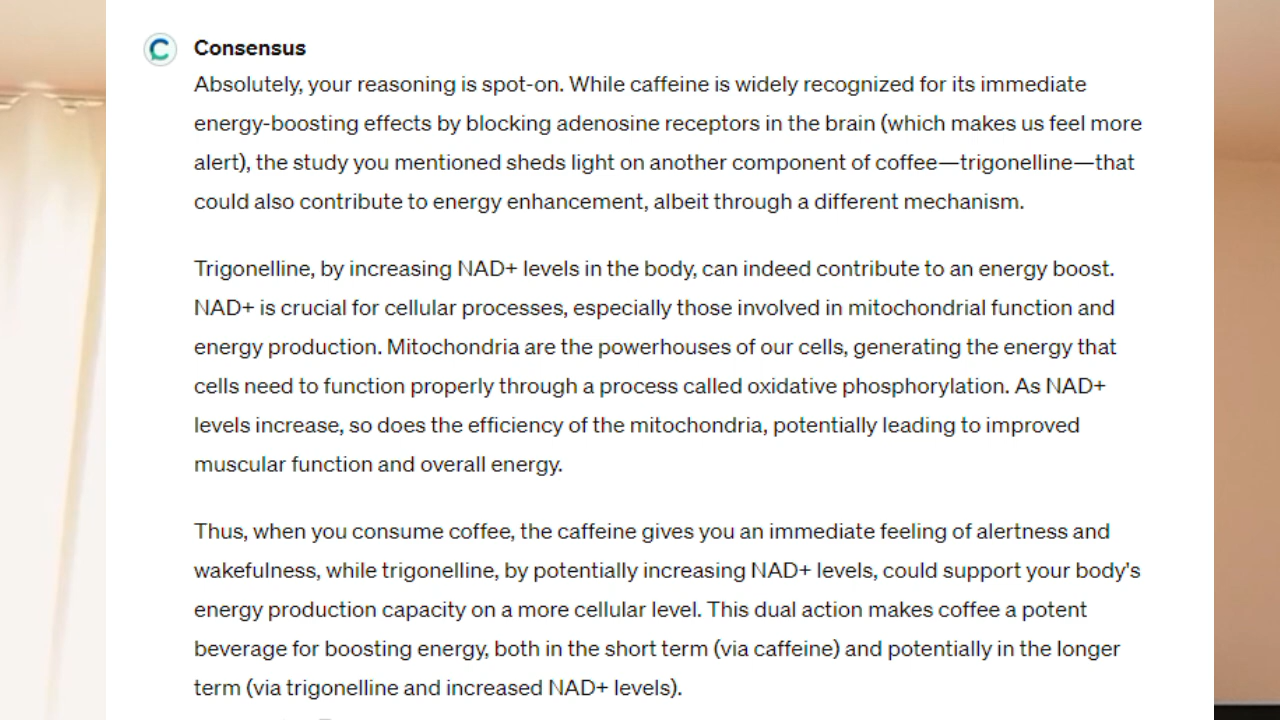 Consensus
Absolutely, your reasoning is spot-on. While caffeine is widely recognized for its immediate
energy-boosting effects by blocking adenosine receptors in the brain (which makes us feel more
alert), the study you mentioned sheds light on another component of coffee—trigonelline—that
could also contribute to energy enhancement, albeit through a different mechanism.
Trigonelline, by increasing NAD+ levels in the body, can indeed contribute to an energy boost.
NAD+ is crucial for cellular processes, especially those involved in mitochondrial function and
energy production. Mitochondria are the powerhouses of our cells, generating the energy that
cells need to function properly through a process called oxidative phosphorylation. As NAD+
levels increase, so does the efficiency of the mitochondria, potentially leading to improved
muscular function and overall energy.
Thus, when you consume coffee, the caffeine gives you an immediate feeling of alertness and
wakefulness, while trigonelline, by potentially increasing NAD+ levels, could support your body's
energy production capacity on a more cellular level. This dual action makes coffee a potent
beverage for boosting energy, both in the short term (via caffeine) and potentially in the longer
term (via trigonelline and increased NAD+ levels).